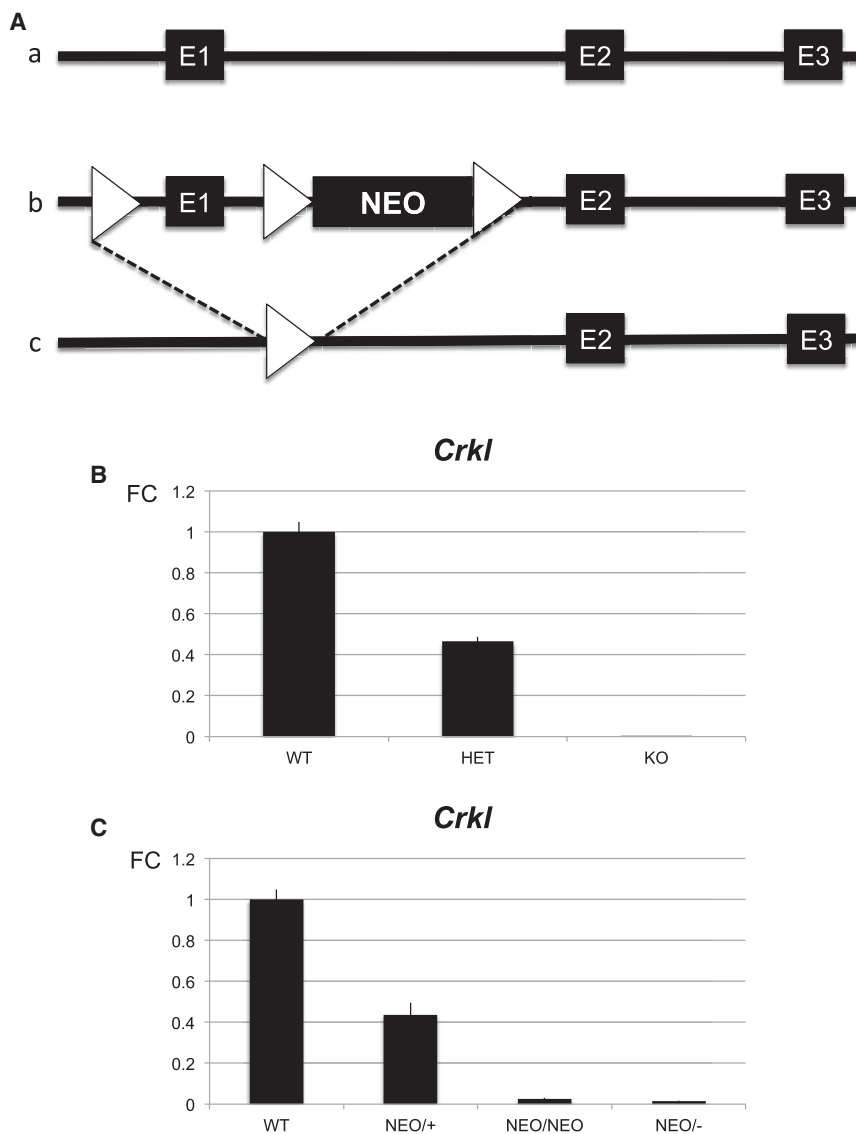 A
a E1 E2 E3
b E1 NEO E2 E3
c E2 E3
Crkl
B
FC 1.2
1
0.8
0.6
0.4
0.2
0
WT HET KO
Crkl
C
FC 1.2
1
0.8
0.6
0.4
0.2
0
WT NEO/+ NEO/NEO NEO/-